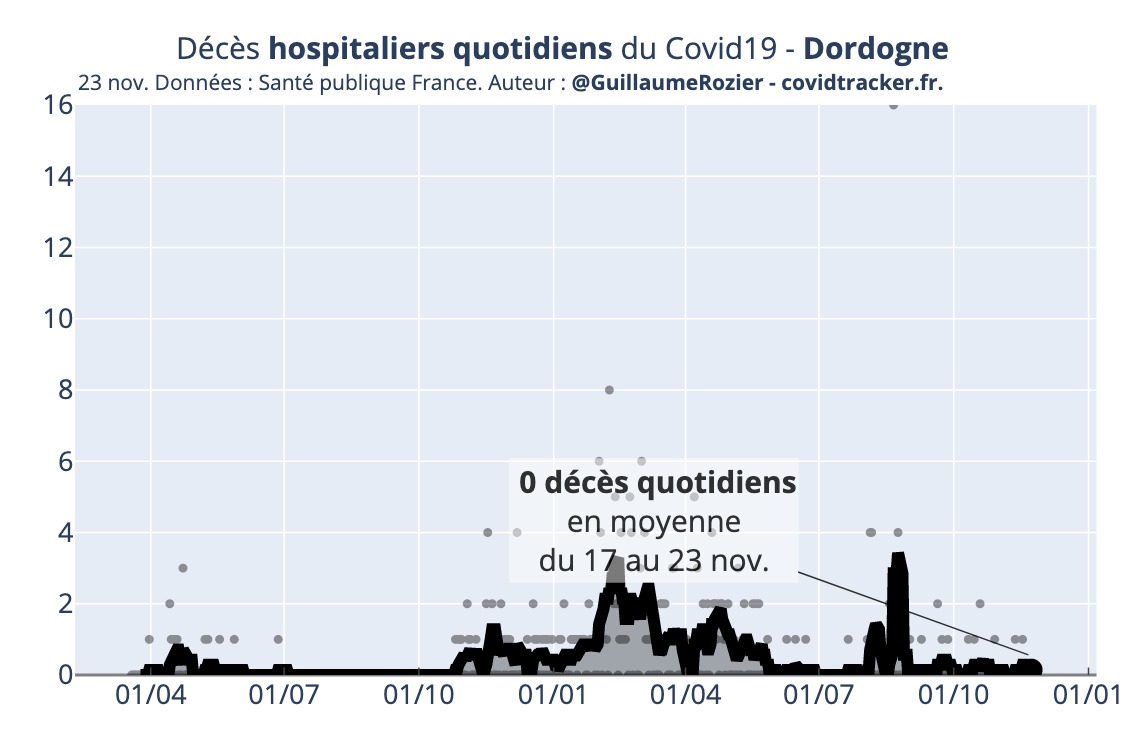 Décès hospitaliers quotidiens du Covid19 - Dordogne
23 nov. Données : Santé publique France. Auteur : @GuillaumeRozier - covidtracker.fr.
16
14
12
10
8
6
4
2
0
0 décès quotidiens
en moyenne
du 17 au 23 nov.
01/04 01/07 01/10 01/01 01/04 01/07 01/10 01/01